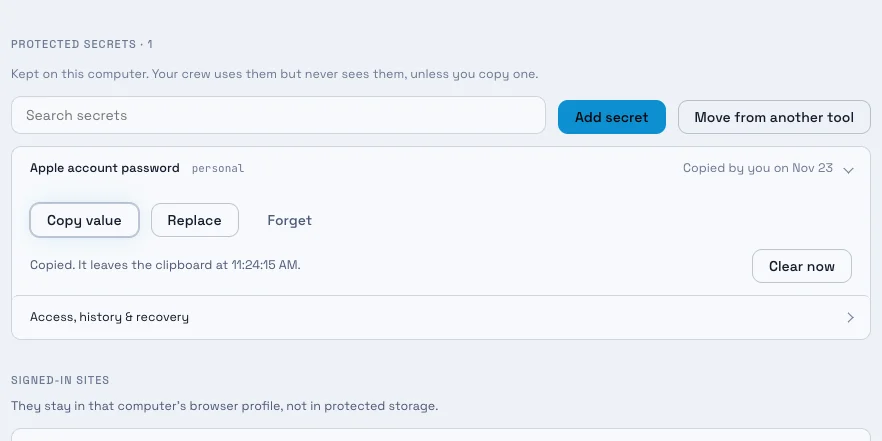 PROTECTED SECRETS · 1
Kept on this computer. Your crew uses them but never sees them, unless you copy one.
Search secrets
Add secret
Move from another tool
Apple account password personal
Copied by you on Nov 23
Copy value
Replace
Forget
Copied. It leaves the clipboard at 11:24:15 AM.
Clear now
Access, history & recovery
SIGNED-IN SITES
They stay in that computer's browser profile, not in protected storage.